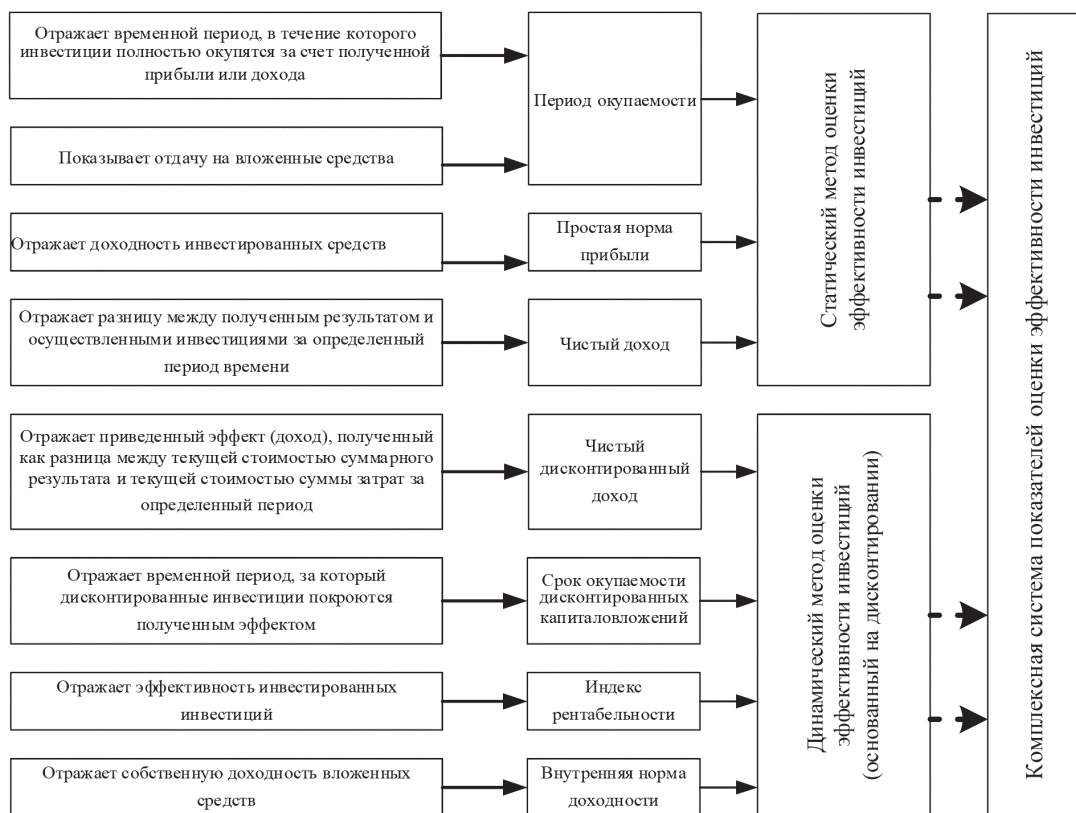 Отражает временной период, в течение которого
инвестиции полностью окупятся за счет полученной
прибыли или дохода
Период окупаемости
Показывает отдачу на вложенные средства
Отражает доходность инвестированных средств
Простая норма
прибыли
Отражает разницу между полученным результатом и
осуществленными инвестициями за определенный
период времени
Чистый доход
Статический метод оценки
эффективности инвестиций
Отражает приведенный эффект (доход), полученный
как разница между текущей стоимостью суммарного
результата и текущей стоимостью суммы затрат за
определенный период
Чистый
дисконтированный
доход
Отражает временной период, за который
дисконтированные инвестиции покроются
полученным эффектом
Срок окупаемости
дисконтированных
капиталовложений
Отражает эффективность инвестированных
инвестиций
Индекс
рентабельности
Отражает собственную доходность вложенных
средств
Внутренняя норма
доходности
Динамический метод оценки
эффективности инвестиций
(основанный на дисконтировании)
Комплексная система показателей оценки эффективности инвестиций